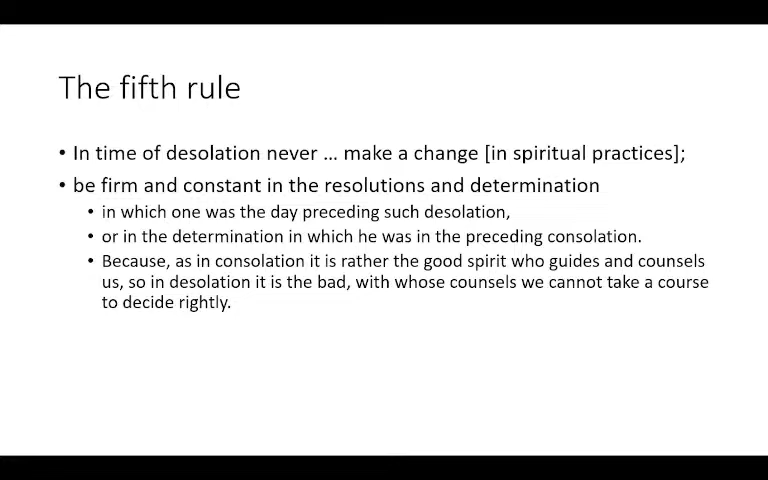 The fifth rule
• In time of desolation never … make a change [in spiritual practices];
• be firm and constant in the resolutions and determination
• in which one was the day preceding such desolation,
• or in the determination in which he was in the preceding consolation.
• Because, as in consolation it is rather the good spirit who guides and counsels
us, so in desolation it is the bad, with whose counsels we cannot take a course
to decide rightly.